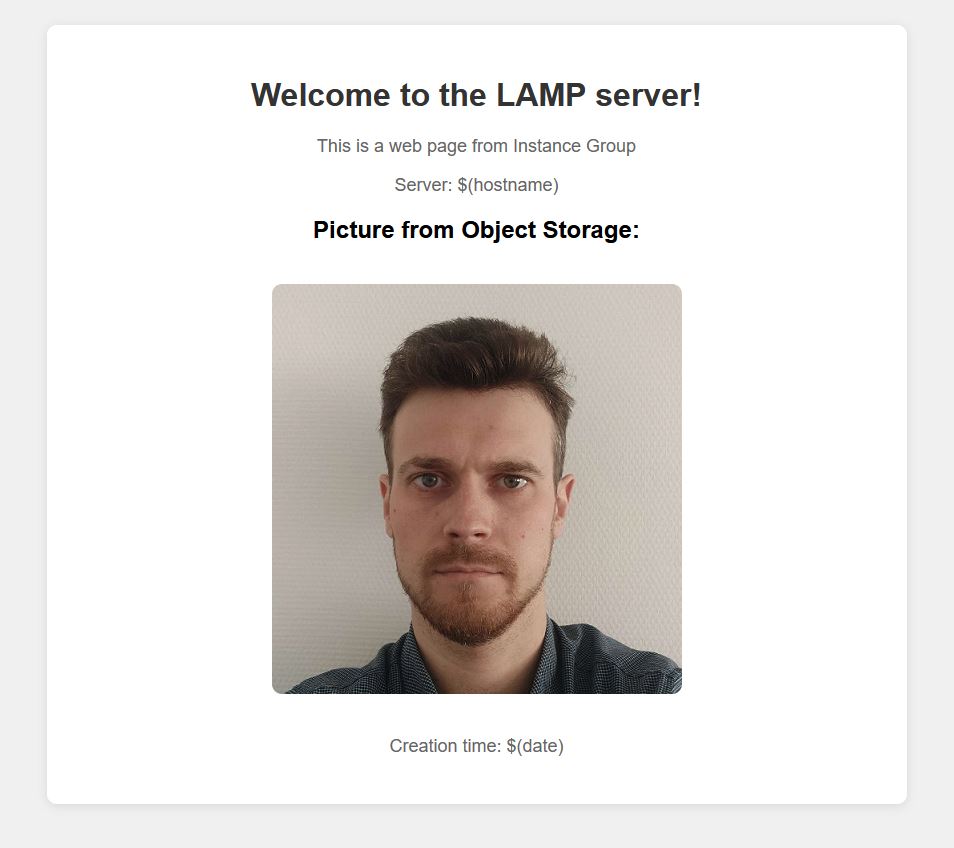 Welcome to the LAMP server!
This is a web page from Instance Group
Server: $(hostname)
Picture from Object Storage:
Creation time: $(date)